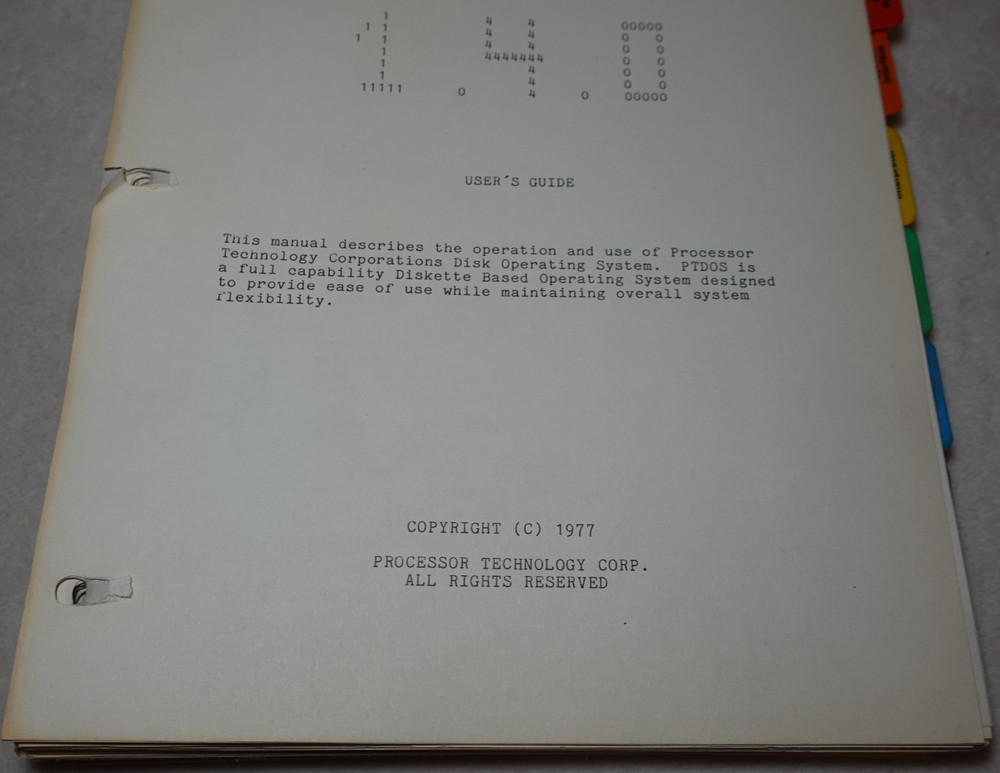 1.4.0
USER'S GUIDE
This manual describes the operation and use of Processor
Technology Corporations Disk Operating System.  PTDOS is
a full capability Diskette Based Operating System designed
to provide ease of use while maintaining overall system
flexibility.
COPYRIGHT (C) 1977
PROCESSOR TECHNOLOGY CORP.
ALL RIGHTS RESERVED